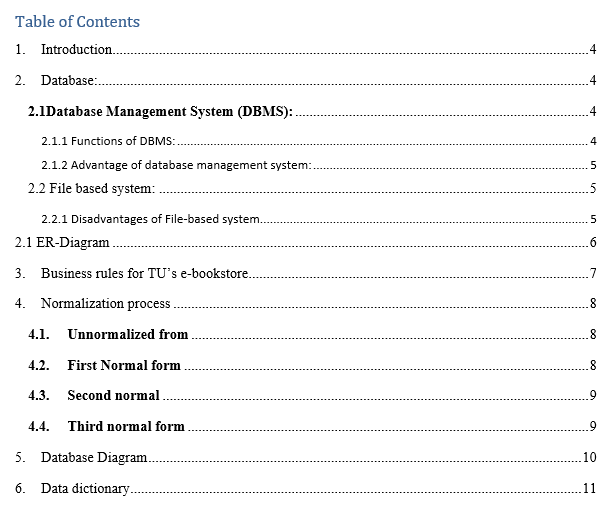 Table of Contents
1. Introduction........4
2. Database:........4
2.1Database Management System (DBMS):........4
2.1.1 Functions of DBMS:........4
2.1.2 Advantage of database management system:........5
2.2 File based system:........5
2.2.1 Disadvantages of File-based system........5
2.1 ER-Diagram........6
3. Business rules for TU’s e-bookstore........7
4. Normalization process........8
4.1. Unnormalized from........8
4.2. First Normal form........8
4.3. Second normal........9
4.4. Third normal form........9
5. Database Diagram........10
6. Data dictionary........11